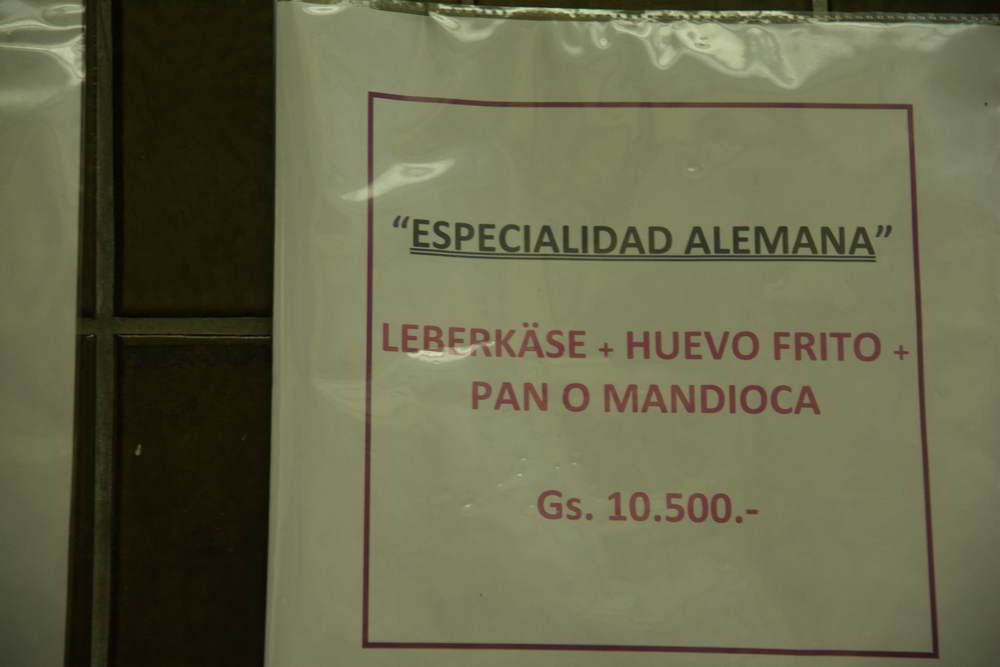 “ESPECIALIDAD ALEMANA”
LEBERKÄSE + HUEVO FRITO +
PAN O MANDIOCA
Gs. 10.500.-